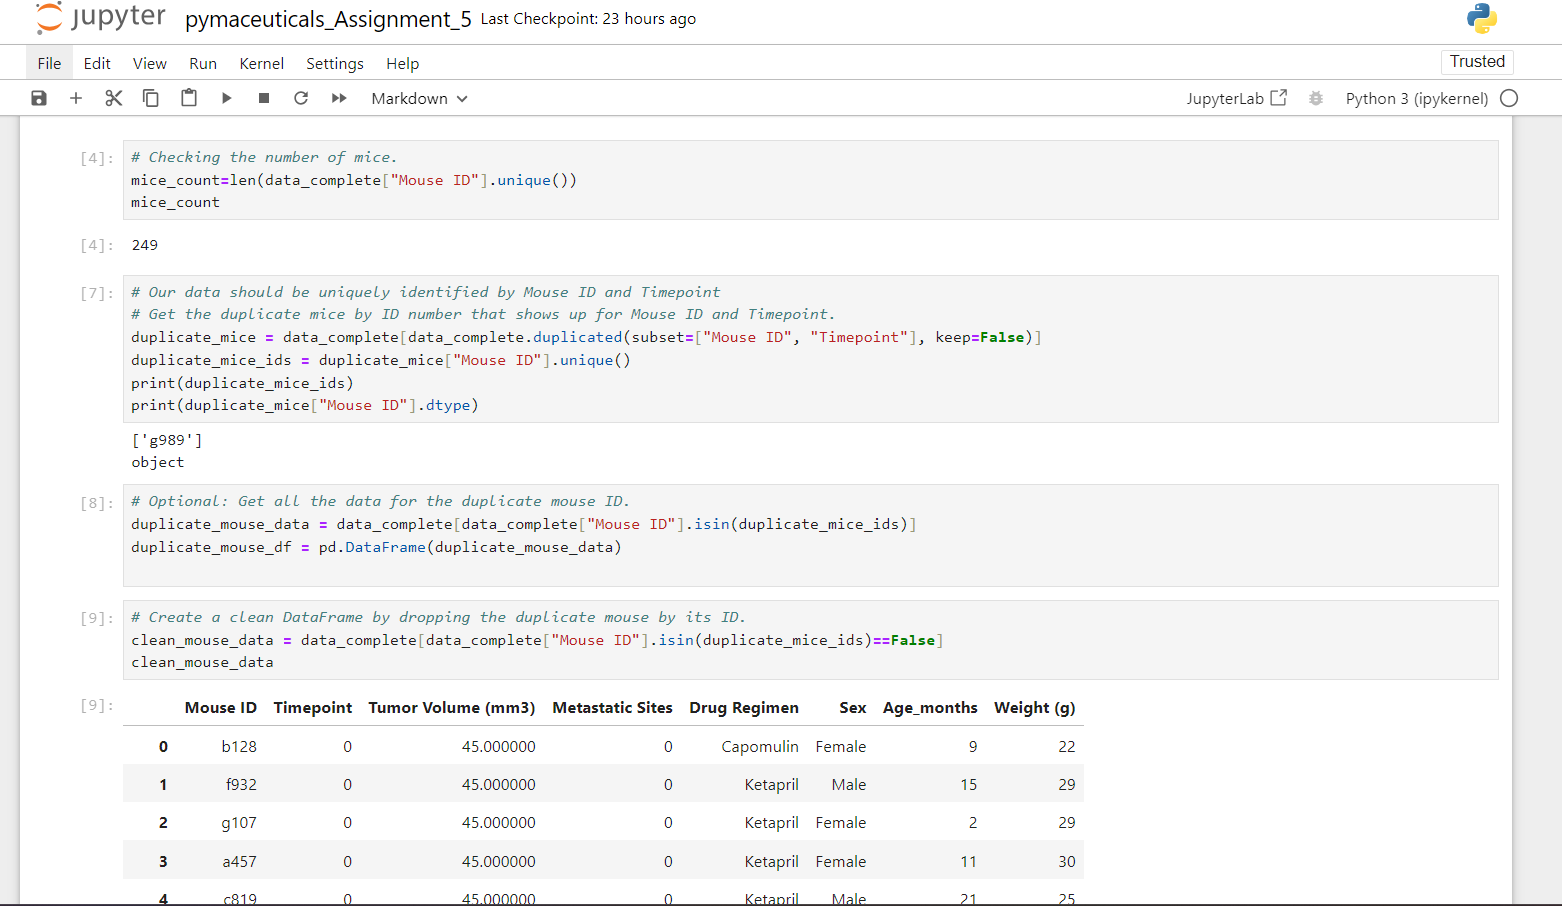 jupyter pymaceuticals_Assignment_5 Last Checkpoint: 23 hours ago
File Edit View Run Kernel Settings Help Trusted
Markdown JupyterLab Python 3 (ipykernel)
[4]: # Checking the number of mice.
mice_count=len(data_complete["Mouse ID"].unique())
mice_count
[4]: 249
[7]: # Our data should be uniquely identified by Mouse ID and Timepoint
# Get the duplicate mice by ID number that shows up for Mouse ID and Timepoint.
duplicate_mice = data_complete[data_complete.duplicated(subset=["Mouse ID", "Timepoint"], keep=False)]
duplicate_mice_ids = duplicate_mice["Mouse ID"].unique()
print(duplicate_mice_ids)
print(duplicate_mice["Mouse ID"].dtype)
['g989']
object
[8]: # Optional: Get all the data for the duplicate mouse ID.
duplicate_mouse_data = data_complete[data_complete["Mouse ID"].isin(duplicate_mice_ids)]
duplicate_mouse_df = pd.DataFrame(duplicate_mouse_data)
[9]: # Create a clean DataFrame by dropping the duplicate mouse by its ID.
clean_mouse_data = data_complete[data_complete["Mouse ID"].isin(duplicate_mice_ids)==False]
clean_mouse_data
[9]: Mouse ID Timepoint Tumor Volume (mm3) Metastatic Sites Drug Regimen Sex Age_months Weight (g)
0 b128 0 45.000000 0 Capomulin Female 9 22
1 f932 0 45.000000 0 Ketapril Male 15 29
2 g107 0 45.000000 0 Ketapril Female 2 29
3 a457 0 45.000000 0 Ketapril Female 11 30
4 c819 0 45.000000 0 Ketapril Male 21 25